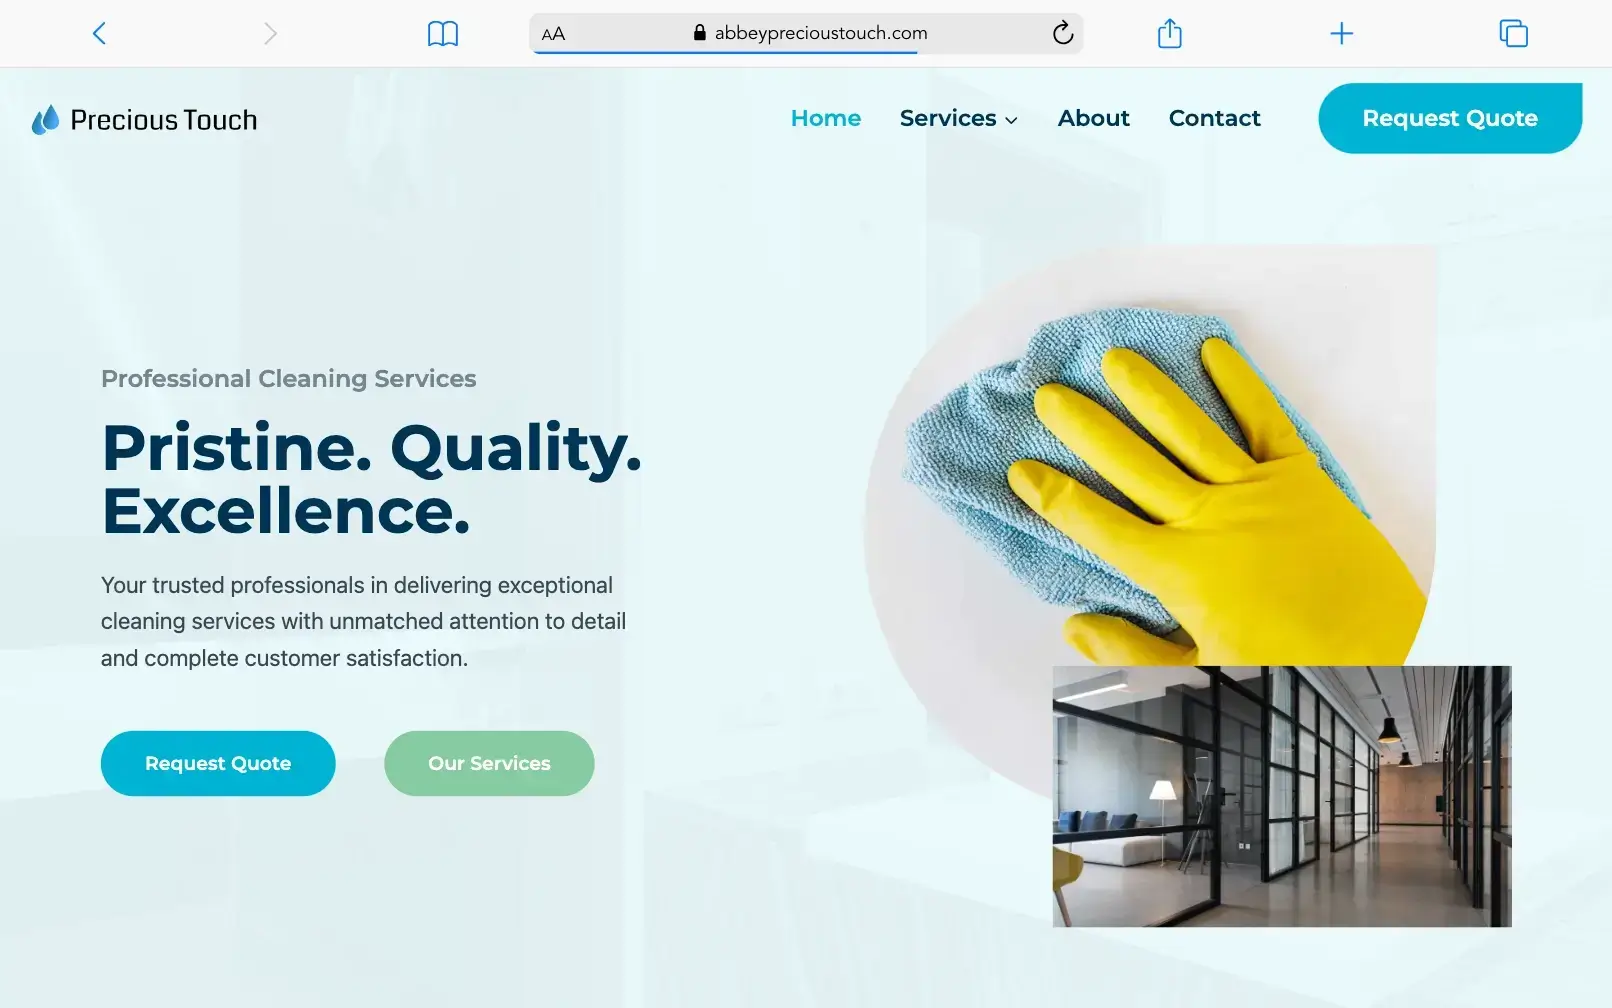 AA
abbeyprecioustouch.com
Precious Touch
Home
Services
About
Contact
Request Quote
Professional Cleaning Services
Pristine. Quality.
Excellence.
Your trusted professionals in delivering exceptional
cleaning services with unmatched attention to detail
and complete customer satisfaction.
Request Quote
Our Services